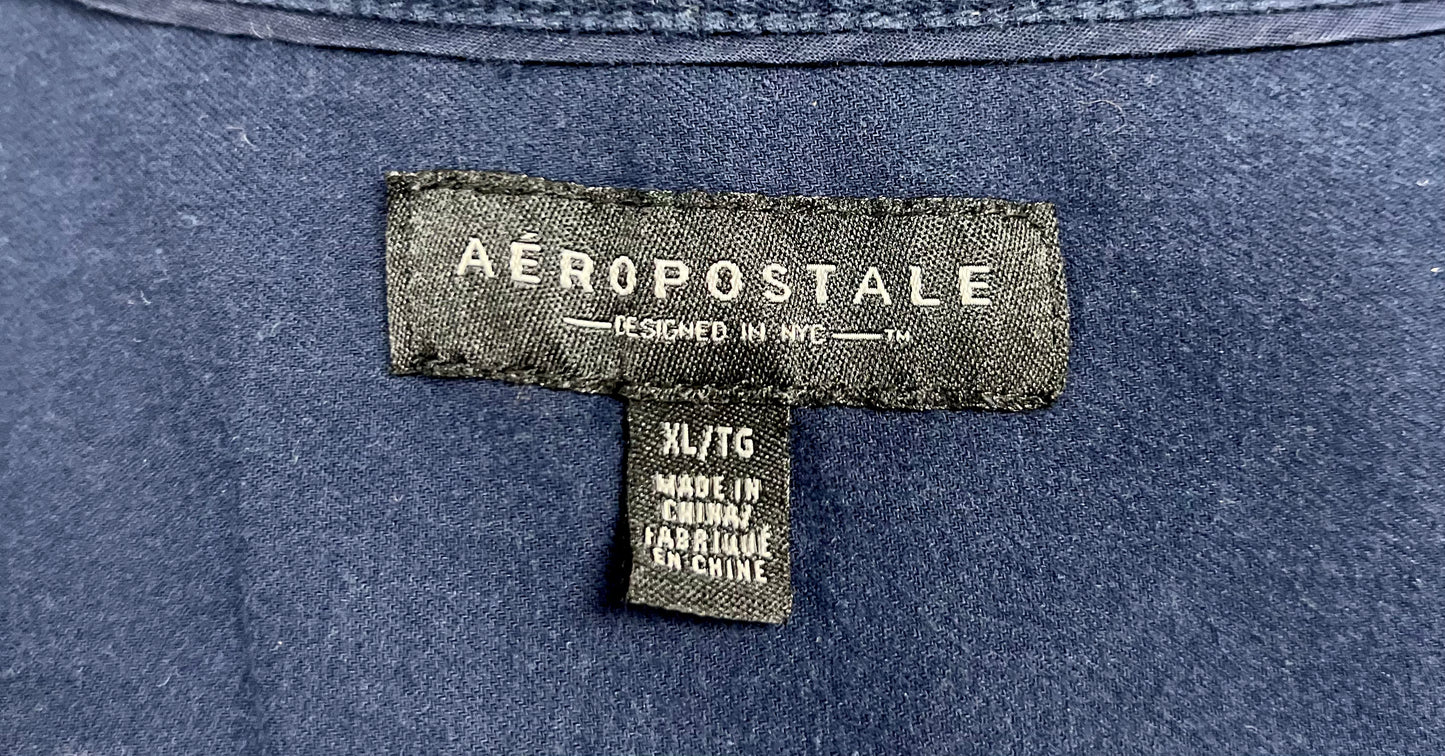 AÉROPOSTALE
—DESIGNED IN NYC—™
XL/TG
MADE IN
CHINA/
FABRIQUÉ
EN CHINE